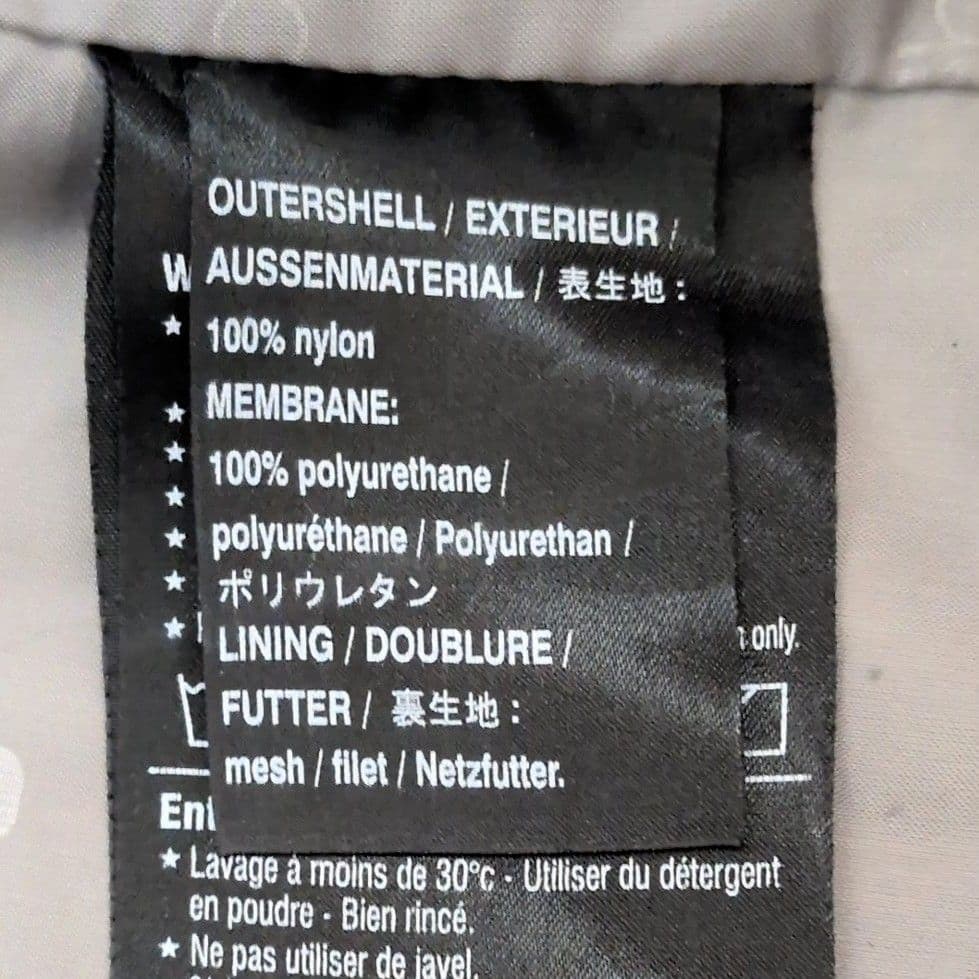 OUTERSHELL / EXTERIEUR /
AUSSENMATERIAL / 表生地 :
100% nylon
MEMBRANE:
100% polyurethane /
polyuréthane / Polyurethan /
ポリウレタン
LINING / DOUBLURE /
FUTTER / 裏生地 :
mesh / filet / Netzfutter.
only.
★ Lavage à moins de 30°c - Utiliser du détergent
en poudre - Bien rincé.
★ Ne pas utiliser de javel.